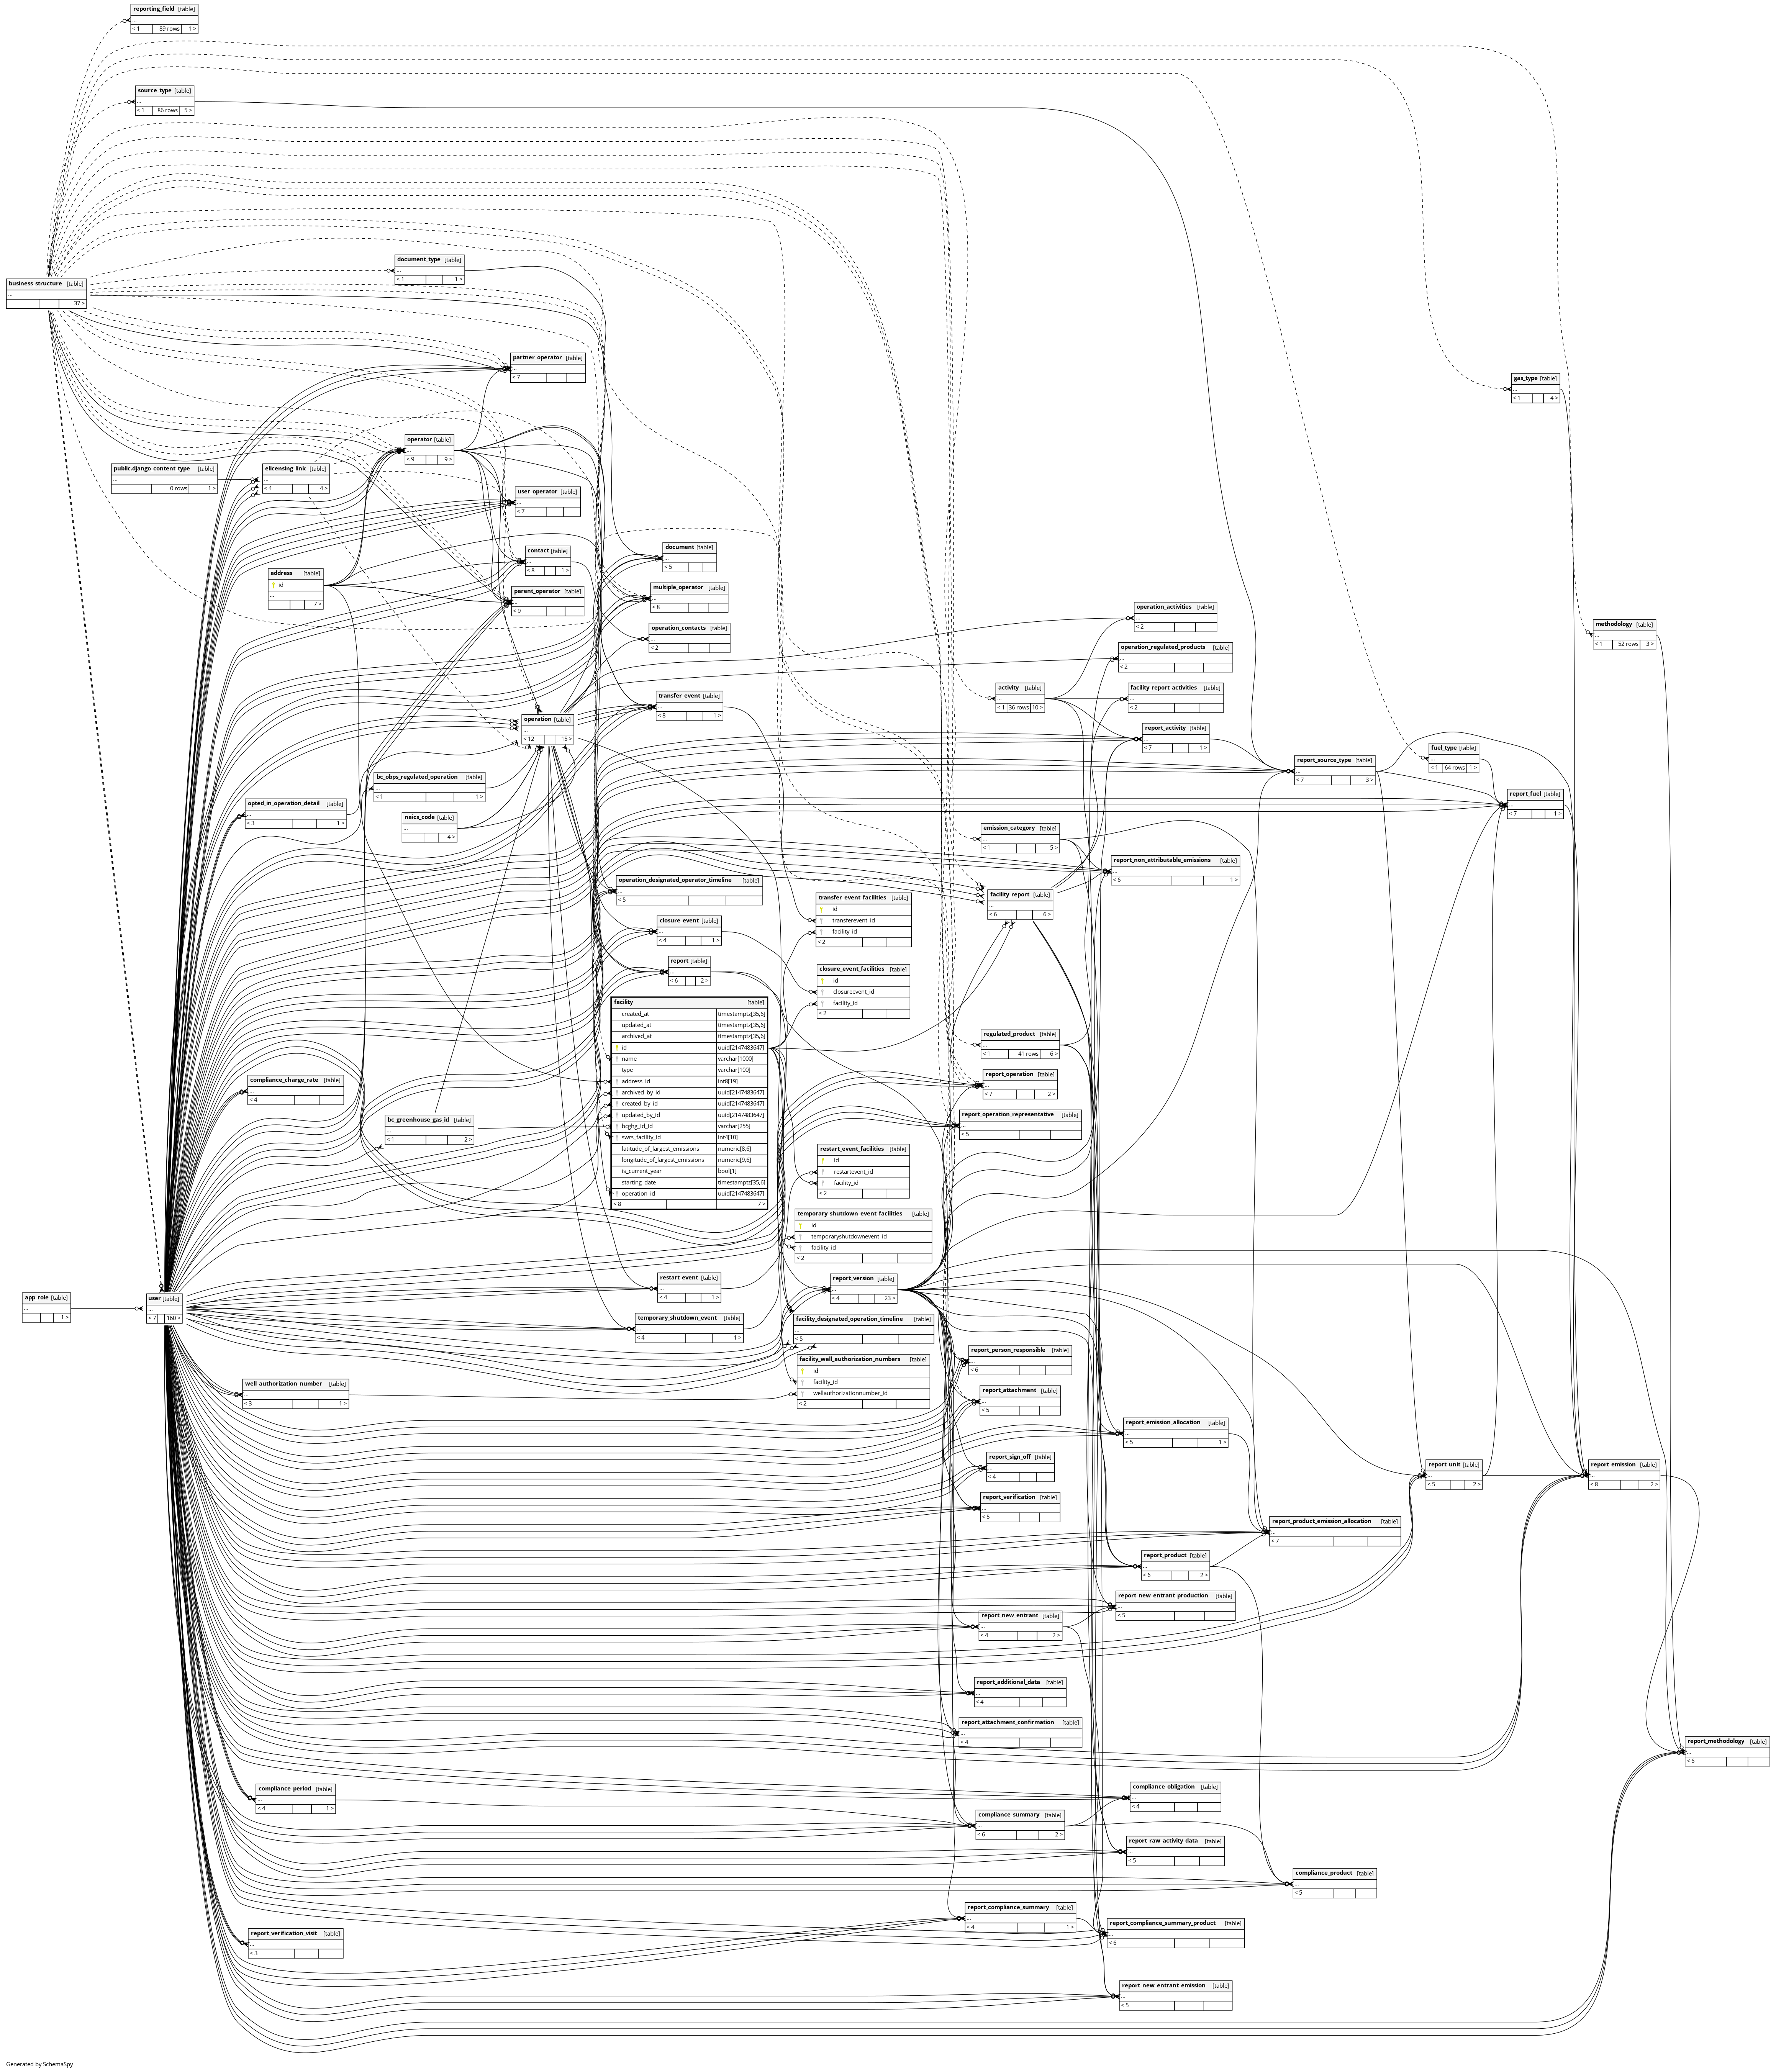 reporting_field [table]
...
< 1 89 rows 1 >
source_type [table]
...
< 1 86 rows 5 >
document_type [table]
...
< 1 1 >
business_structure [table]
...
37 >
partner_operator [table]
...
< 7
gas_type [table]
...
< 1 4 >
operator [table]
...
< 9 9 >
public.django_content_type [table]
...
0 rows 1 >
elicensing_link [table]
...
< 4 4 >
user_operator [table]
...
< 7
contact [table]
...
< 8 1 >
document [table]
...
< 5
address [table]
id
...
7 >
parent_operator [table]
...
< 9
multiple_operator [table]
...
< 8
operation_contacts [table]
...
< 2
operation_activities [table]
...
< 2
methodology [table]
...
< 1 52 rows 3 >
operation_regulated_products [table]
...
< 2
activity [table]
...
< 1 36 rows 10 >
facility_report_activities [table]
...
< 2
transfer_event [table]
...
< 8 1 >
operation [table]
...
< 12 15 >
report_activity [table]
...
< 7 1 >
fuel_type [table]
...
< 1 64 rows 1 >
report_source_type [table]
...
< 7 3 >
bc_obps_regulated_operation [table]
...
< 1 1 >
report_fuel [table]
...
< 7 1 >
opted_in_operation_detail [table]
...
< 3 1 >
naics_code [table]
...
4 >
emission_category [table]
...
< 1 5 >
report_non_attributable_emissions [table]
...
< 6 1 >
operation_designated_operator_timeline [table]
...
< 5
facility_report [table]
...
< 6 6 >
transfer_event_facilities [table]
id
transferevent_id
facility_id
< 2
closure_event [table]
...
< 4 1 >
report [table]
...
< 6 2 >
closure_event_facilities [table]
id
closureevent_id
facility_id
< 2
facility [table]
created_at timestamptz[35,6]
updated_at timestamptz[35,6]
archived_at timestamptz[35,6]
id uuid[2147483647]
name varchar[1000]
type varchar[100]
address_id int8[19]
archived_by_id uuid[2147483647]
created_by_id uuid[2147483647]
updated_by_id uuid[2147483647]
bcghg_id_id varchar[255]
swrs_facility_id int4[10]
latitude_of_largest_emissions numeric[8,6]
longitude_of_largest_emissions numeric[9,6]
is_current_year bool[1]
starting_date timestamptz[35,6]
operation_id uuid[2147483647]
< 8 7 >
regulated_product [table]
...
< 1 41 rows 6 >
report_operation [table]
...
< 7 2 >
compliance_charge_rate [table]
...
< 4
report_operation_representative [table]
...
< 5
bc_greenhouse_gas_id [table]
...
< 1 2 >
restart_event_facilities [table]
id
restartevent_id
facility_id
< 2
temporary_shutdown_event_facilities [table]
id
temporaryshutdownevent_id
facility_id
< 2
restart_event [table]
...
< 4 1 >
report_version [table]
...
< 4 23 >
app_role [table]
...
1 >
user [table]
...
< 7 160 >
temporary_shutdown_event [table]
...
< 4 1 >
facility_designated_operation_timeline [table]
...
< 5
report_person_responsible [table]
...
< 6
facility_well_authorization_numbers [table]
id
facility_id
wellauthorizationnumber_id
< 2
well_authorization_number [table]
...
< 3 1 >
report_attachment [table]
...
< 5
report_emission_allocation [table]
...
< 5 1 >
report_sign_off [table]
...
< 4
report_unit [table]
...
< 5 2 >
report_emission [table]
...
< 8 2 >
report_verification [table]
...
< 5
report_product_emission_allocation [table]
...
< 7
report_product [table]
...
< 6 2 >
report_new_entrant_production [table]
...
< 5
report_new_entrant [table]
...
< 4 2 >
report_additional_data [table]
...
< 4
report_attachment_confirmation [table]
...
< 4
report_methodology [table]
...
< 6
compliance_period [table]
...
< 4 1 >
compliance_obligation [table]
...
< 4
compliance_summary [table]
...
< 6 2 >
report_raw_activity_data [table]
...
< 5
compliance_product [table]
...
< 5
report_compliance_summary [table]
...
< 4 1 >
report_compliance_summary_product [table]
...
< 6
report_verification_visit [table]
...
< 3
report_new_entrant_emission [table]
...
< 5
Generated by SchemaSpy